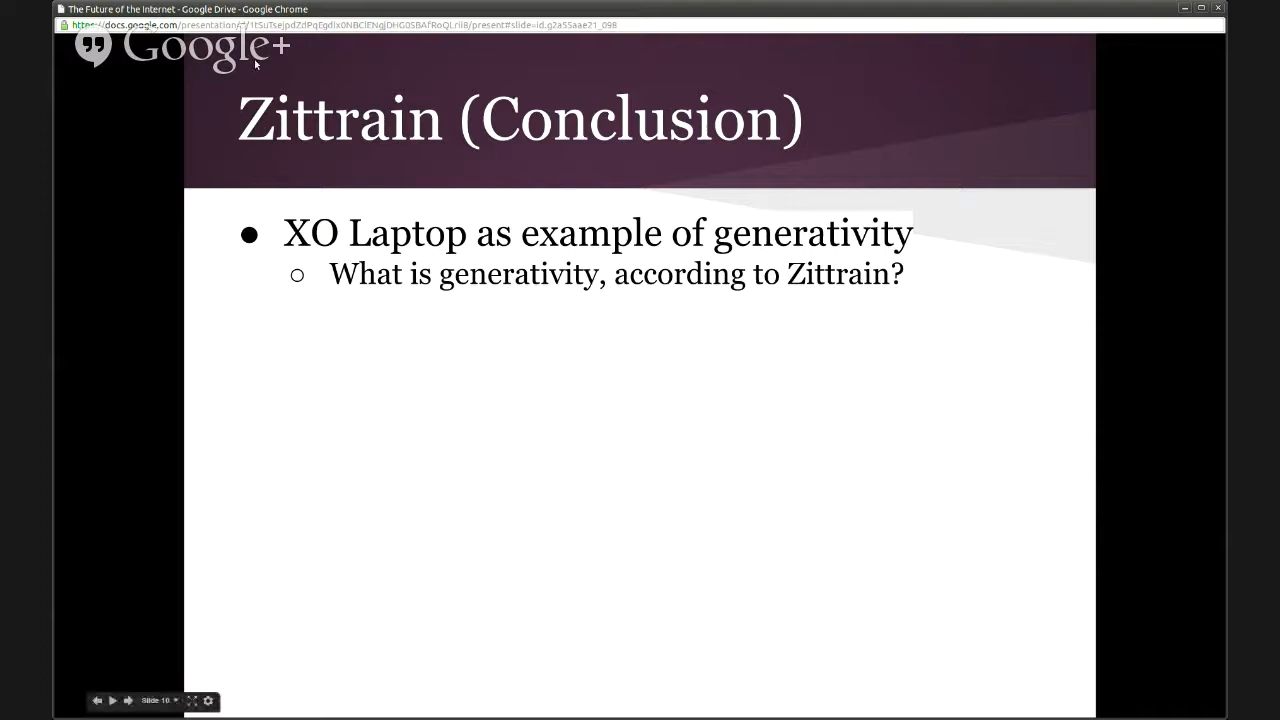 The Future of the Internet - Google Drive - Google Chrome
Google+
Zittrain (Conclusion)
● XO Laptop as example of generativity
○ What is generativity, according to Zittrain?
Slide 10